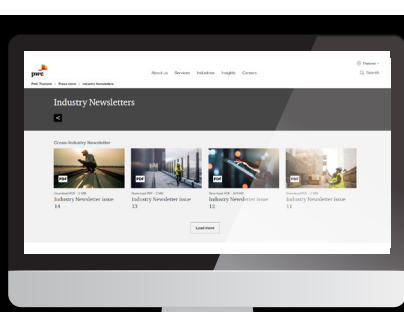 Thailand
pwc
About us Services Industries Insights Careers
Search
PwC Thailand Press room Industry Newsletters
Industry Newsletters
Cross-Industry Newsletter
PDF PDF PDF PDF
Industry Newsletter issue 14
Industry Newsletter issue 13
Industry Newsletter issue 12
Industry Newsletter issue 11
Load more